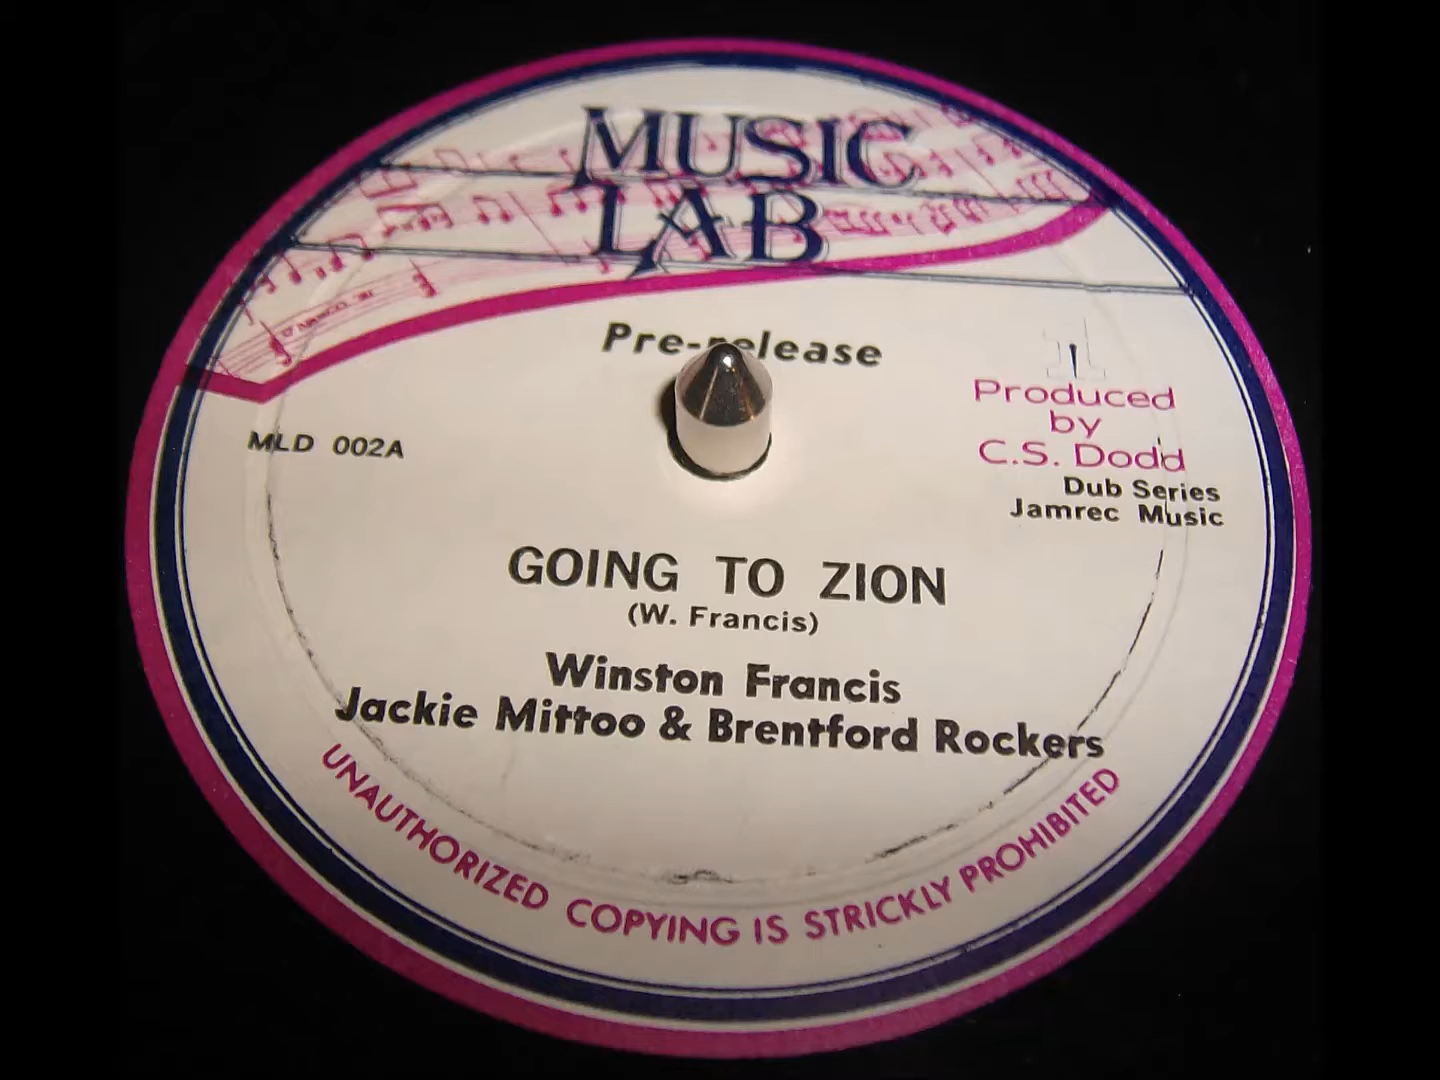 MUSIC
LAB
Pre-release
1
Produced
by
C.S. Dodd
Dub Series
Jamrec Music
MLD 002A
GOING TO ZION
(W. Francis)
Winston Francis
Jackie Mittoo & Brentford Rockers
UNAUTHORIZED COPYING IS STRICKLY PROHIBITED